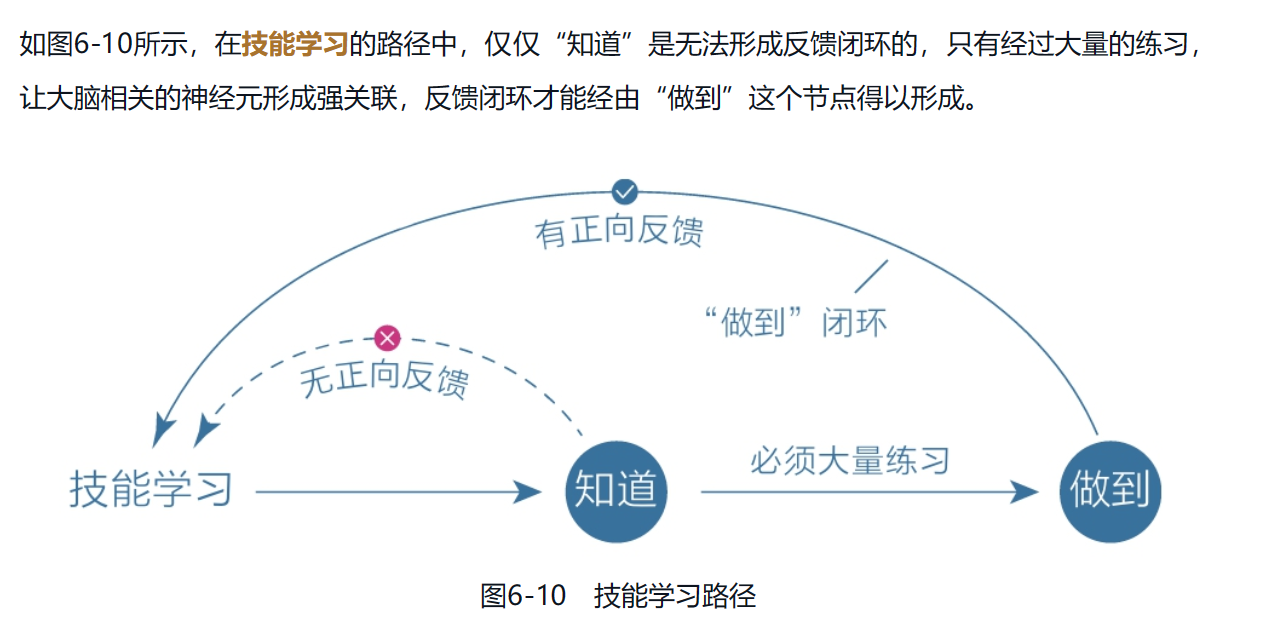 如图6-10所示，在技能学习的路径中，仅仅“知道”是无法形成反馈闭环的，只有经过大量的练习，
让大脑相关的神经元形成强关联，反馈闭环才能经由“做到”这个节点得以形成。
有正向反馈
“做到”闭环
无正向反馈
必须大量练习
技能学习
知道
做到
图6-10 技能学习路径